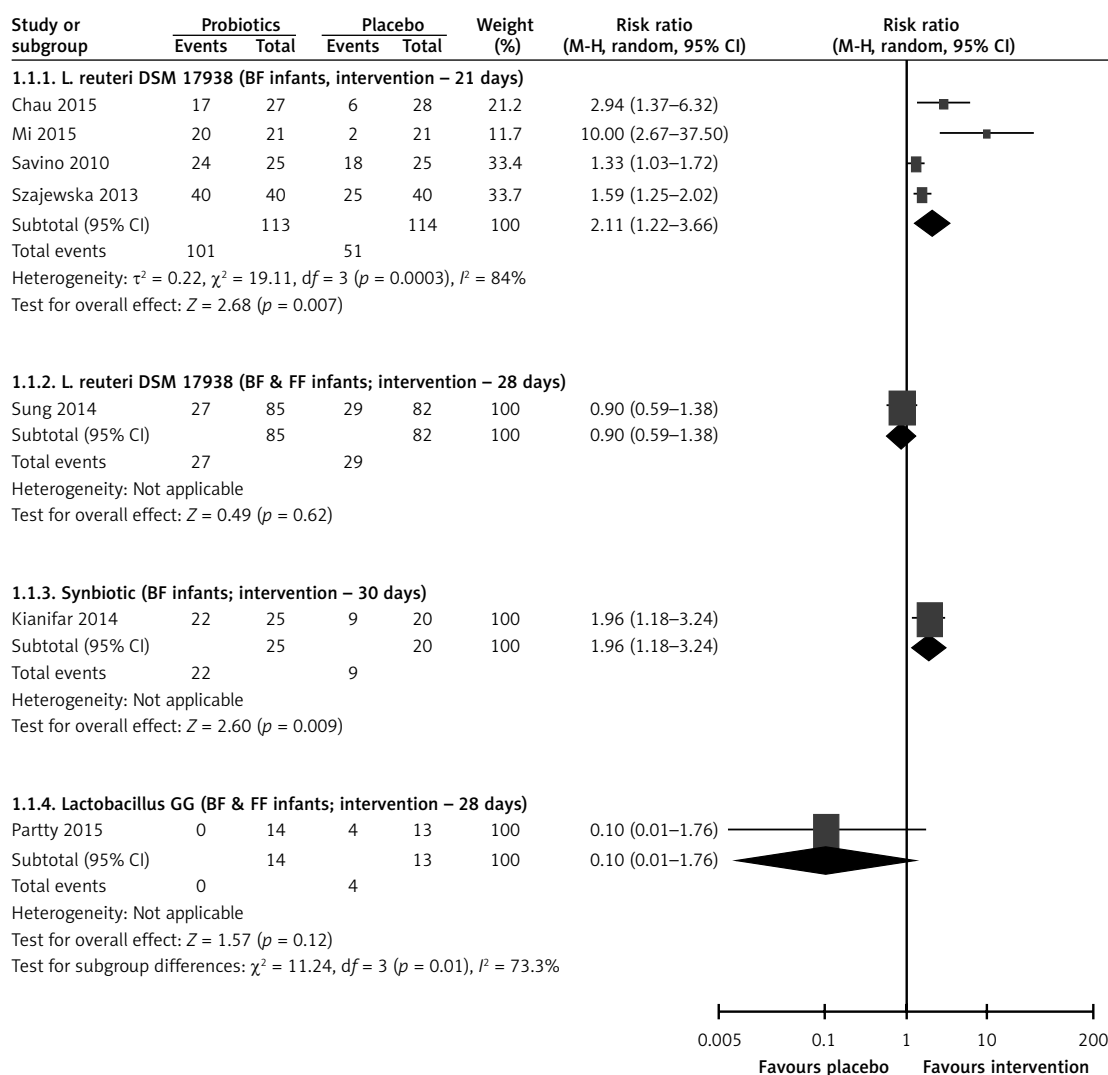 Study or subgroup Probiotics Placebo Weight (%) Risk ratio (M-H, random, 95% CI) Risk ratio (M-H, random, 95% CI)
Events Total Events Total
1.1.1. L. reuteri DSM 17938 (BF infants, intervention – 21 days)
Chau 2015 17 27 6 28 21.2 2.94 (1.37–6.32)
Mi 2015 20 21 2 21 11.7 10.00 (2.67–37.50)
Savino 2010 24 25 18 25 33.4 1.33 (1.03–1.72)
Szajewska 2013 40 40 25 40 33.7 1.59 (1.25–2.02)
Subtotal (95% CI) 113 114 100 2.11 (1.22–3.66)
Total events 101 51
Heterogeneity: τ² = 0.22, χ² = 19.11, df = 3 (p = 0.0003), I² = 84%
Test for overall effect: Z = 2.68 (p = 0.007)
1.1.2. L. reuteri DSM 17938 (BF & FF infants; intervention – 28 days)
Sung 2014 27 85 29 82 100 0.90 (0.59–1.38)
Subtotal (95% CI) 85 82 100 0.90 (0.59–1.38)
Total events 27 29
Heterogeneity: Not applicable
Test for overall effect: Z = 0.49 (p = 0.62)
1.1.3. Synbiotic (BF infants; intervention – 30 days)
Kianifar 2014 22 25 9 20 100 1.96 (1.18–3.24)
Subtotal (95% CI) 25 20 100 1.96 (1.18–3.24)
Total events 22 9
Heterogeneity: Not applicable
Test for overall effect: Z = 2.60 (p = 0.009)
1.1.4. Lactobacillus GG (BF & FF infants; intervention – 28 days)
Partty 2015 0 14 4 13 100 0.10 (0.01–1.76)
Subtotal (95% CI) 14 13 100 0.10 (0.01–1.76)
Total events 0 4
Heterogeneity: Not applicable
Test for overall effect: Z = 1.57 (p = 0.12)
Test for subgroup differences: χ² = 11.24, df = 3 (p = 0.01), I² = 73.3%
0.005 0.1 1 10 200
Favours placebo Favours intervention